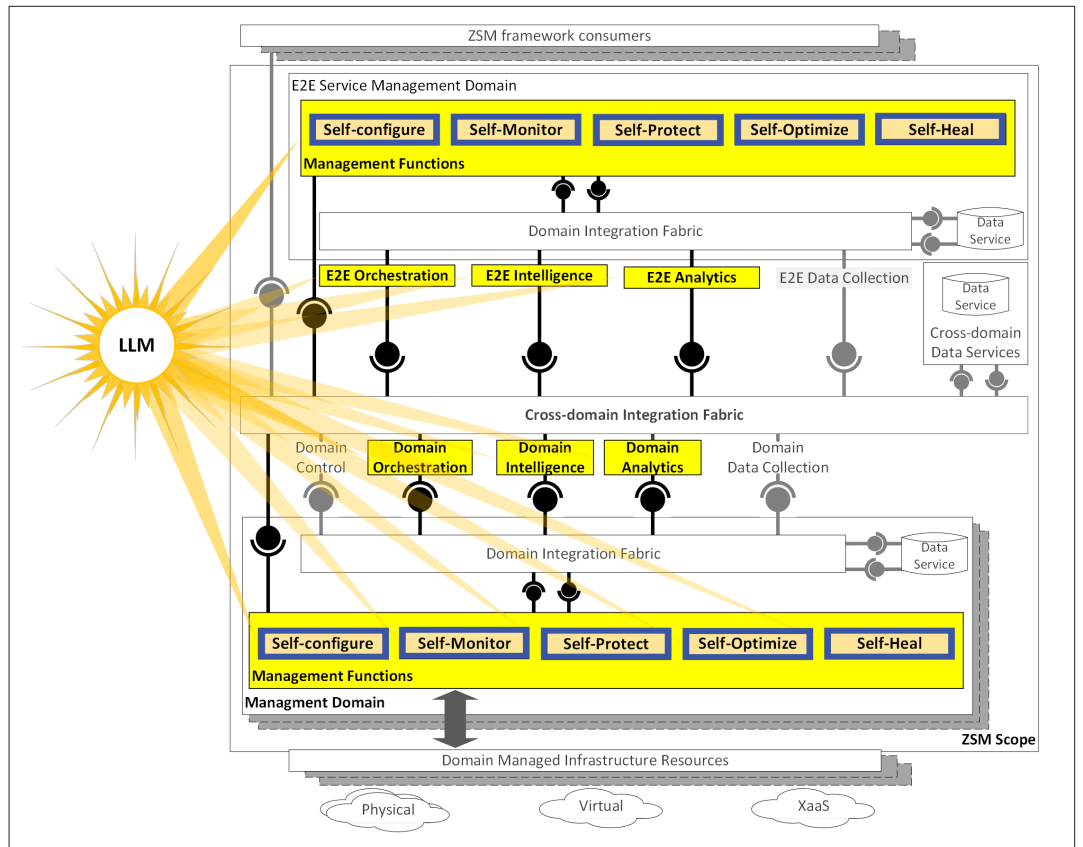 ZSM framework consumers
E2E Service Management Domain
Self-configure
Self-Monitor
Self-Protect
Self-Optimize
Self-Heal
Management Functions
Domain Integration Fabric
Data
Service
E2E Orchestration
E2E Intelligence
E2E Analytics
E2E Data Collection
Data
Service
Cross-domain
Data Services
LLM
Cross-domain Integration Fabric
Domain
Control
Domain
Orchestration
Domain
Intelligence
Domain
Analytics
Domain
Data Collection
Domain Integration Fabric
Data
Service
Self-configure
Self-Monitor
Self-Protect
Self-Optimize
Self-Heal
Management Functions
Managment Domain
ZSM Scope
Domain Managed Infrastructure Resources
Physical
Virtual
XaaS